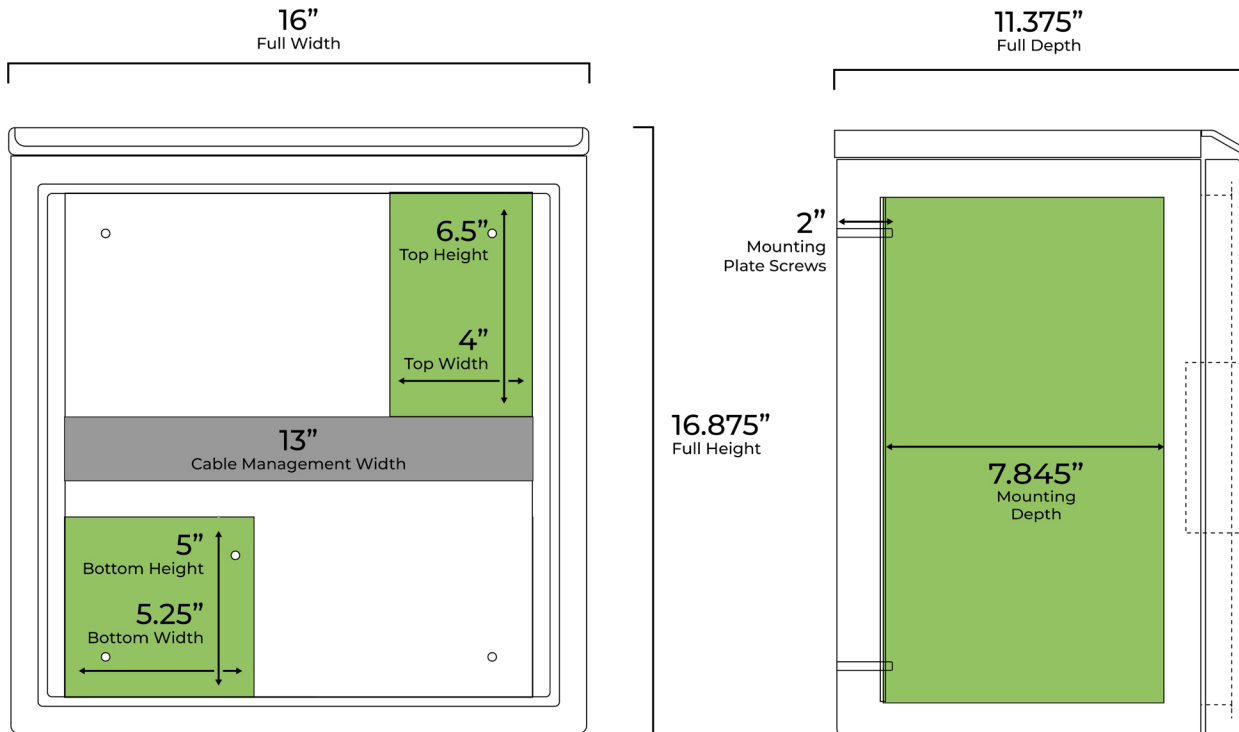 16”
Full Width
11.375”
Full Depth
6.5”
Top Height
4”
Top Width
13”
Cable Management Width
5”
Bottom Height
5.25”
Bottom Width
16.875”
Full Height
2”
Mounting
Plate Screws
7.845”
Mounting
Depth